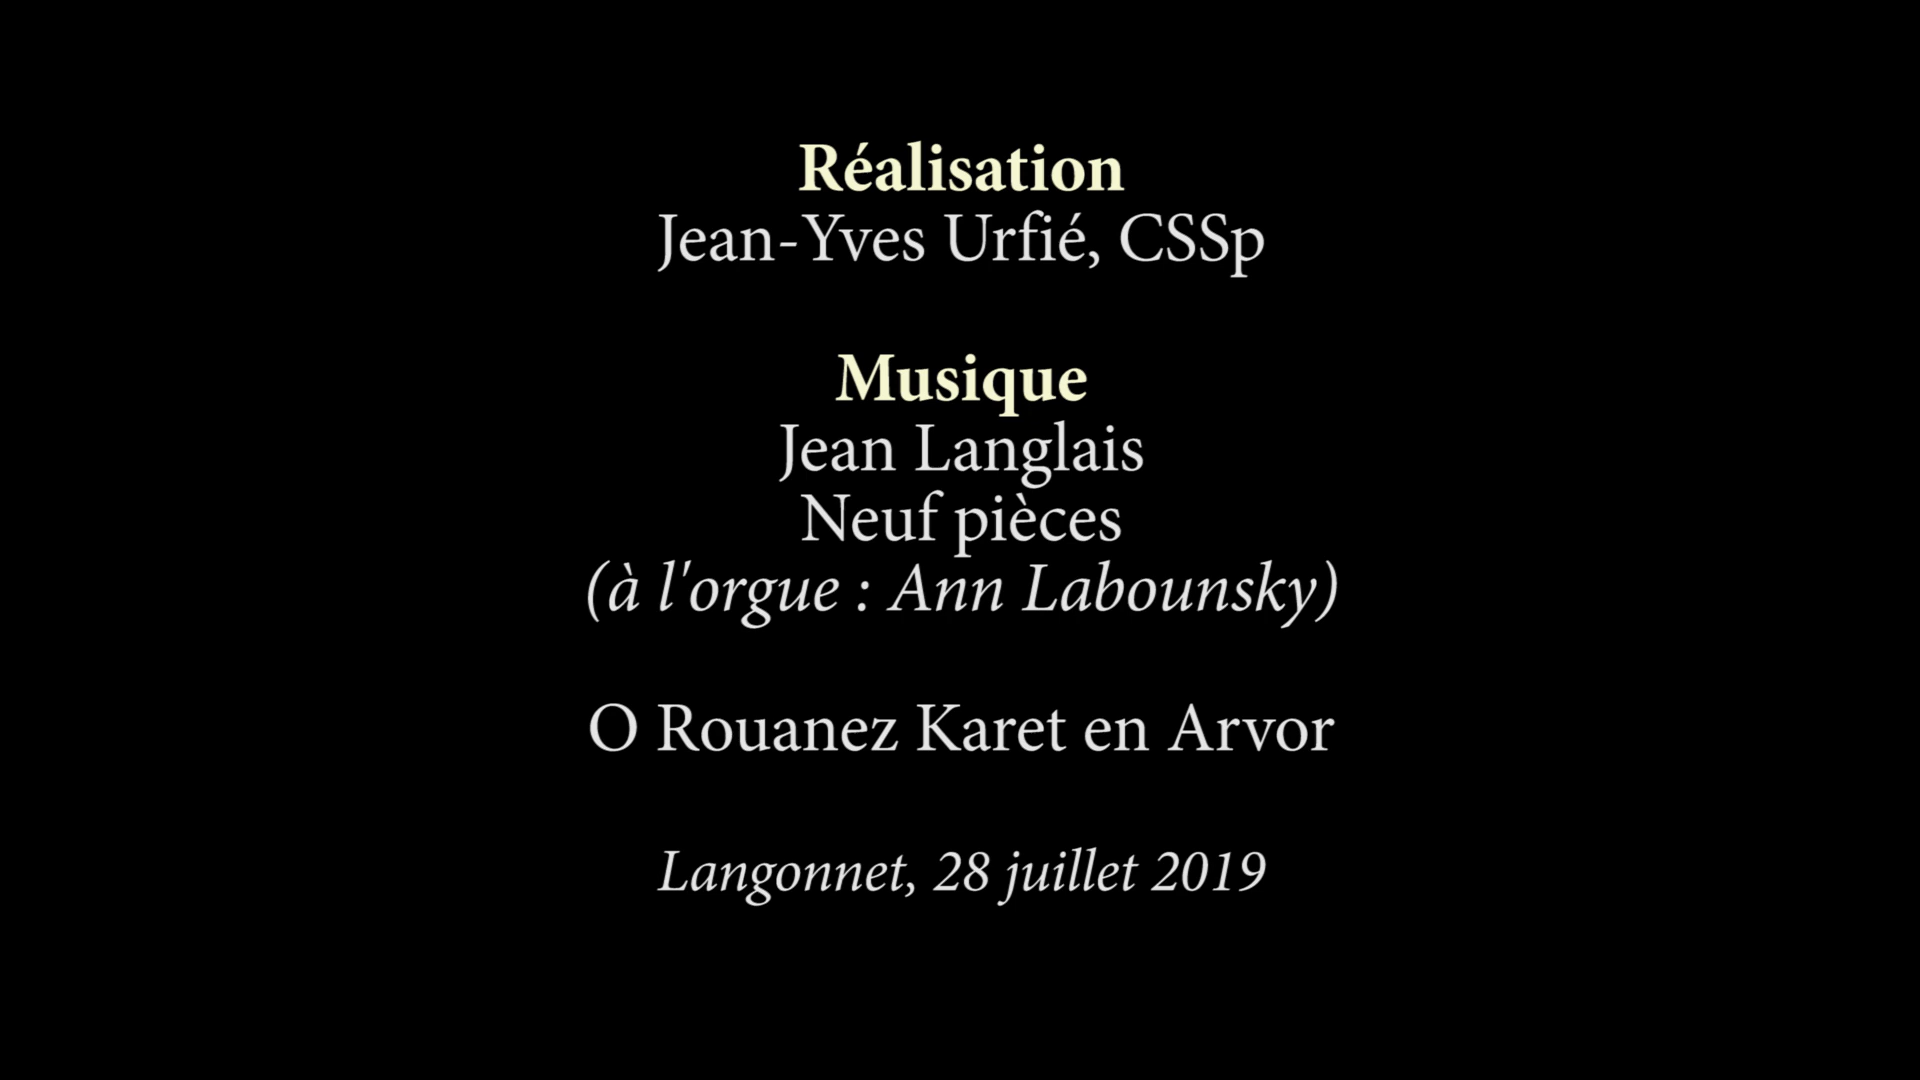 Réalisation
Jean-Yves Urfié, CSSp
Musique
Jean Langlais
Neuf pièces
(à l'orgue : Ann Labounsky)
O Rouanez Karet en Arvor
Langonnet, 28 juillet 2019